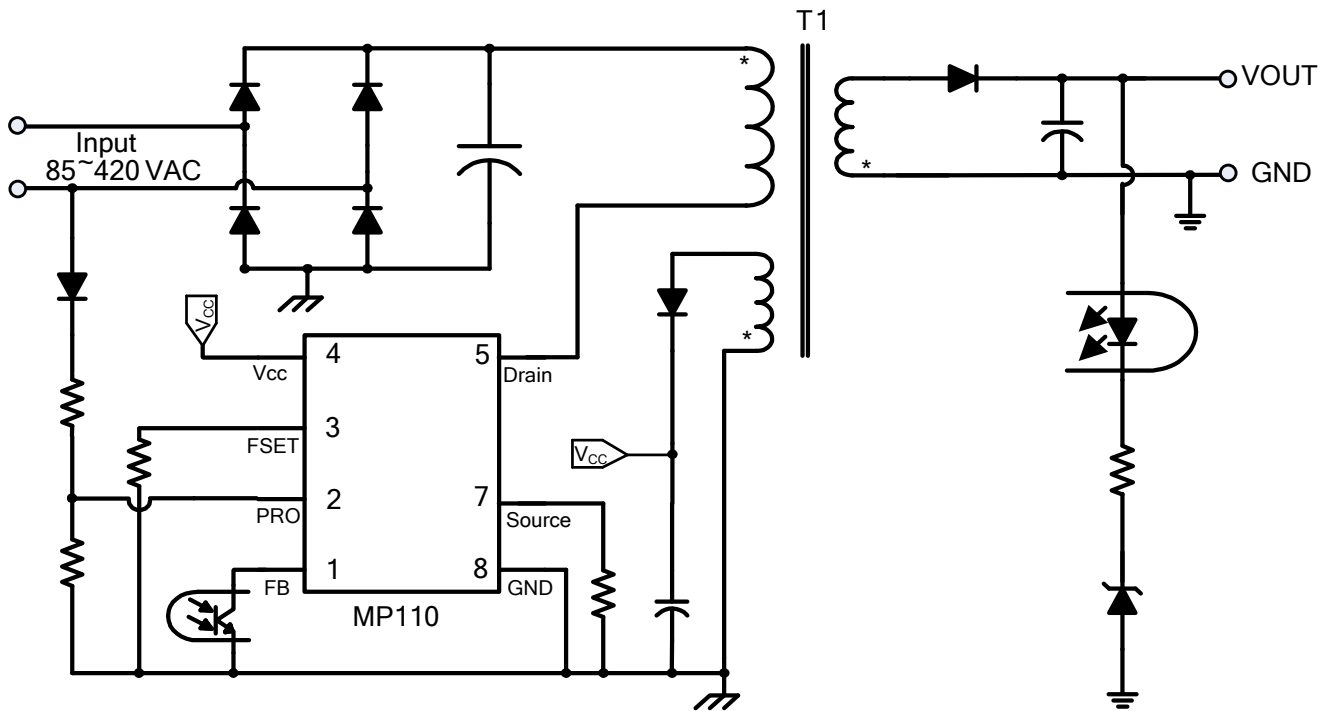 T1
*
VOUT
Input
85~420 VAC
*
GND
VCC
4
5
Vcc
Drain
*
3
FSET
VCC
2
7
PRO
Source
1
8
FB
GND
MP110